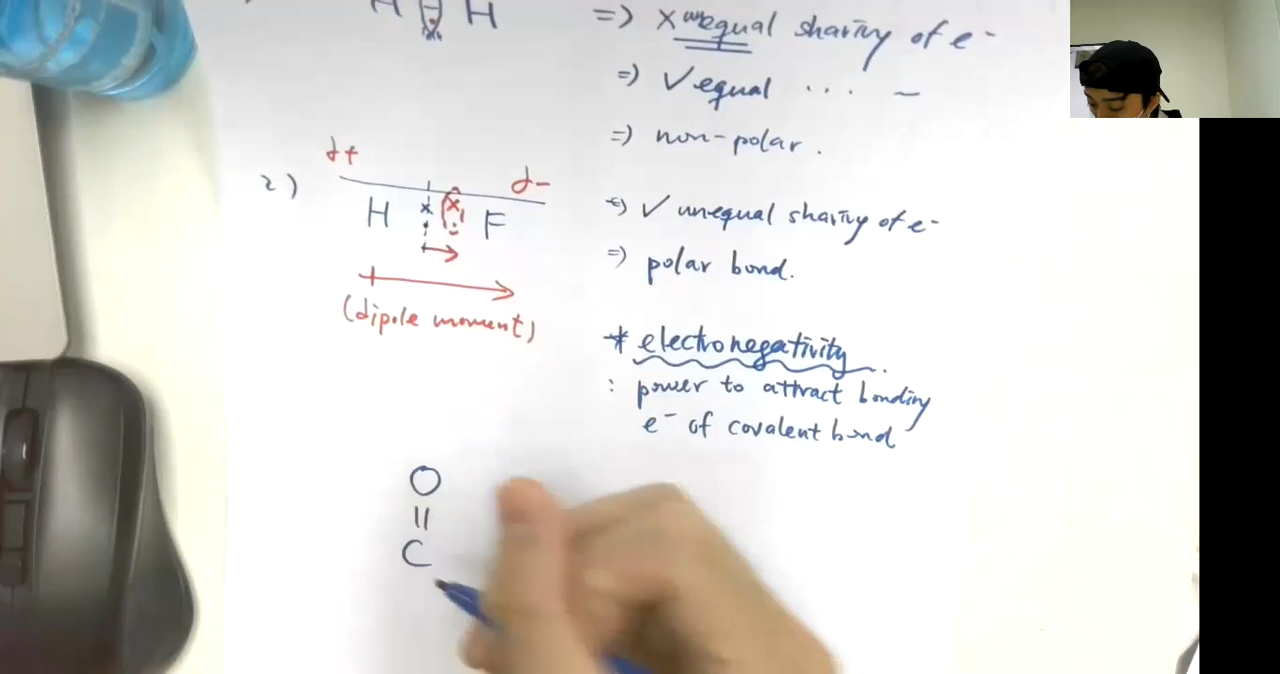 H H
=> x unequal sharing of e-
=> ✓ equal ... -
=> non-polar.
2)
δ+ δ-
H x x F
(dipole moment)
=> ✓ unequal sharing of e-
=> polar bond.
* electronegativity
: power to attract bonding
e- of covalent bond
O
=
C